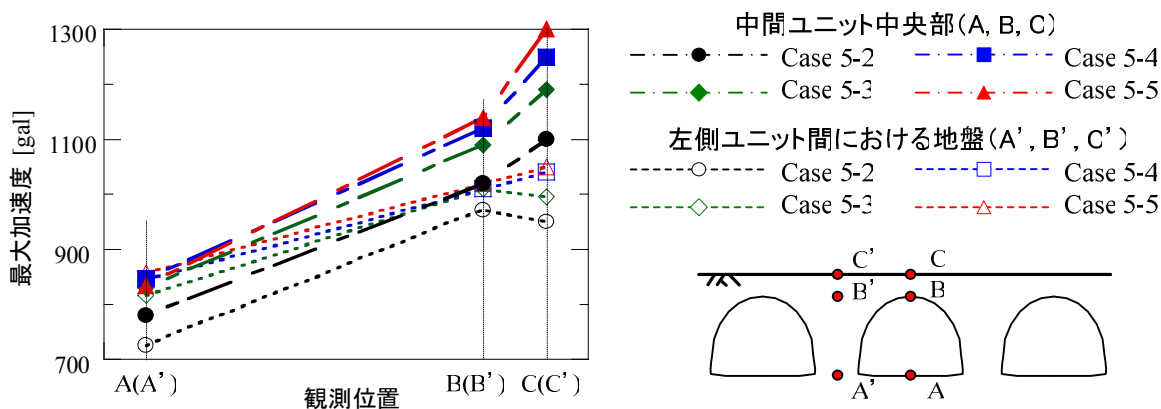 最大加速度 [gal]
1300
1100
900
700
A(A')
B(B')
C(C')
観測位置
中間ユニット中央部(A, B, C)
Case 5-2
Case 5-4
Case 5-3
Case 5-5
左側ユニット間における地盤(A', B', C')
Case 5-2
Case 5-4
Case 5-3
Case 5-5
C'
C
B'
B
A'
A